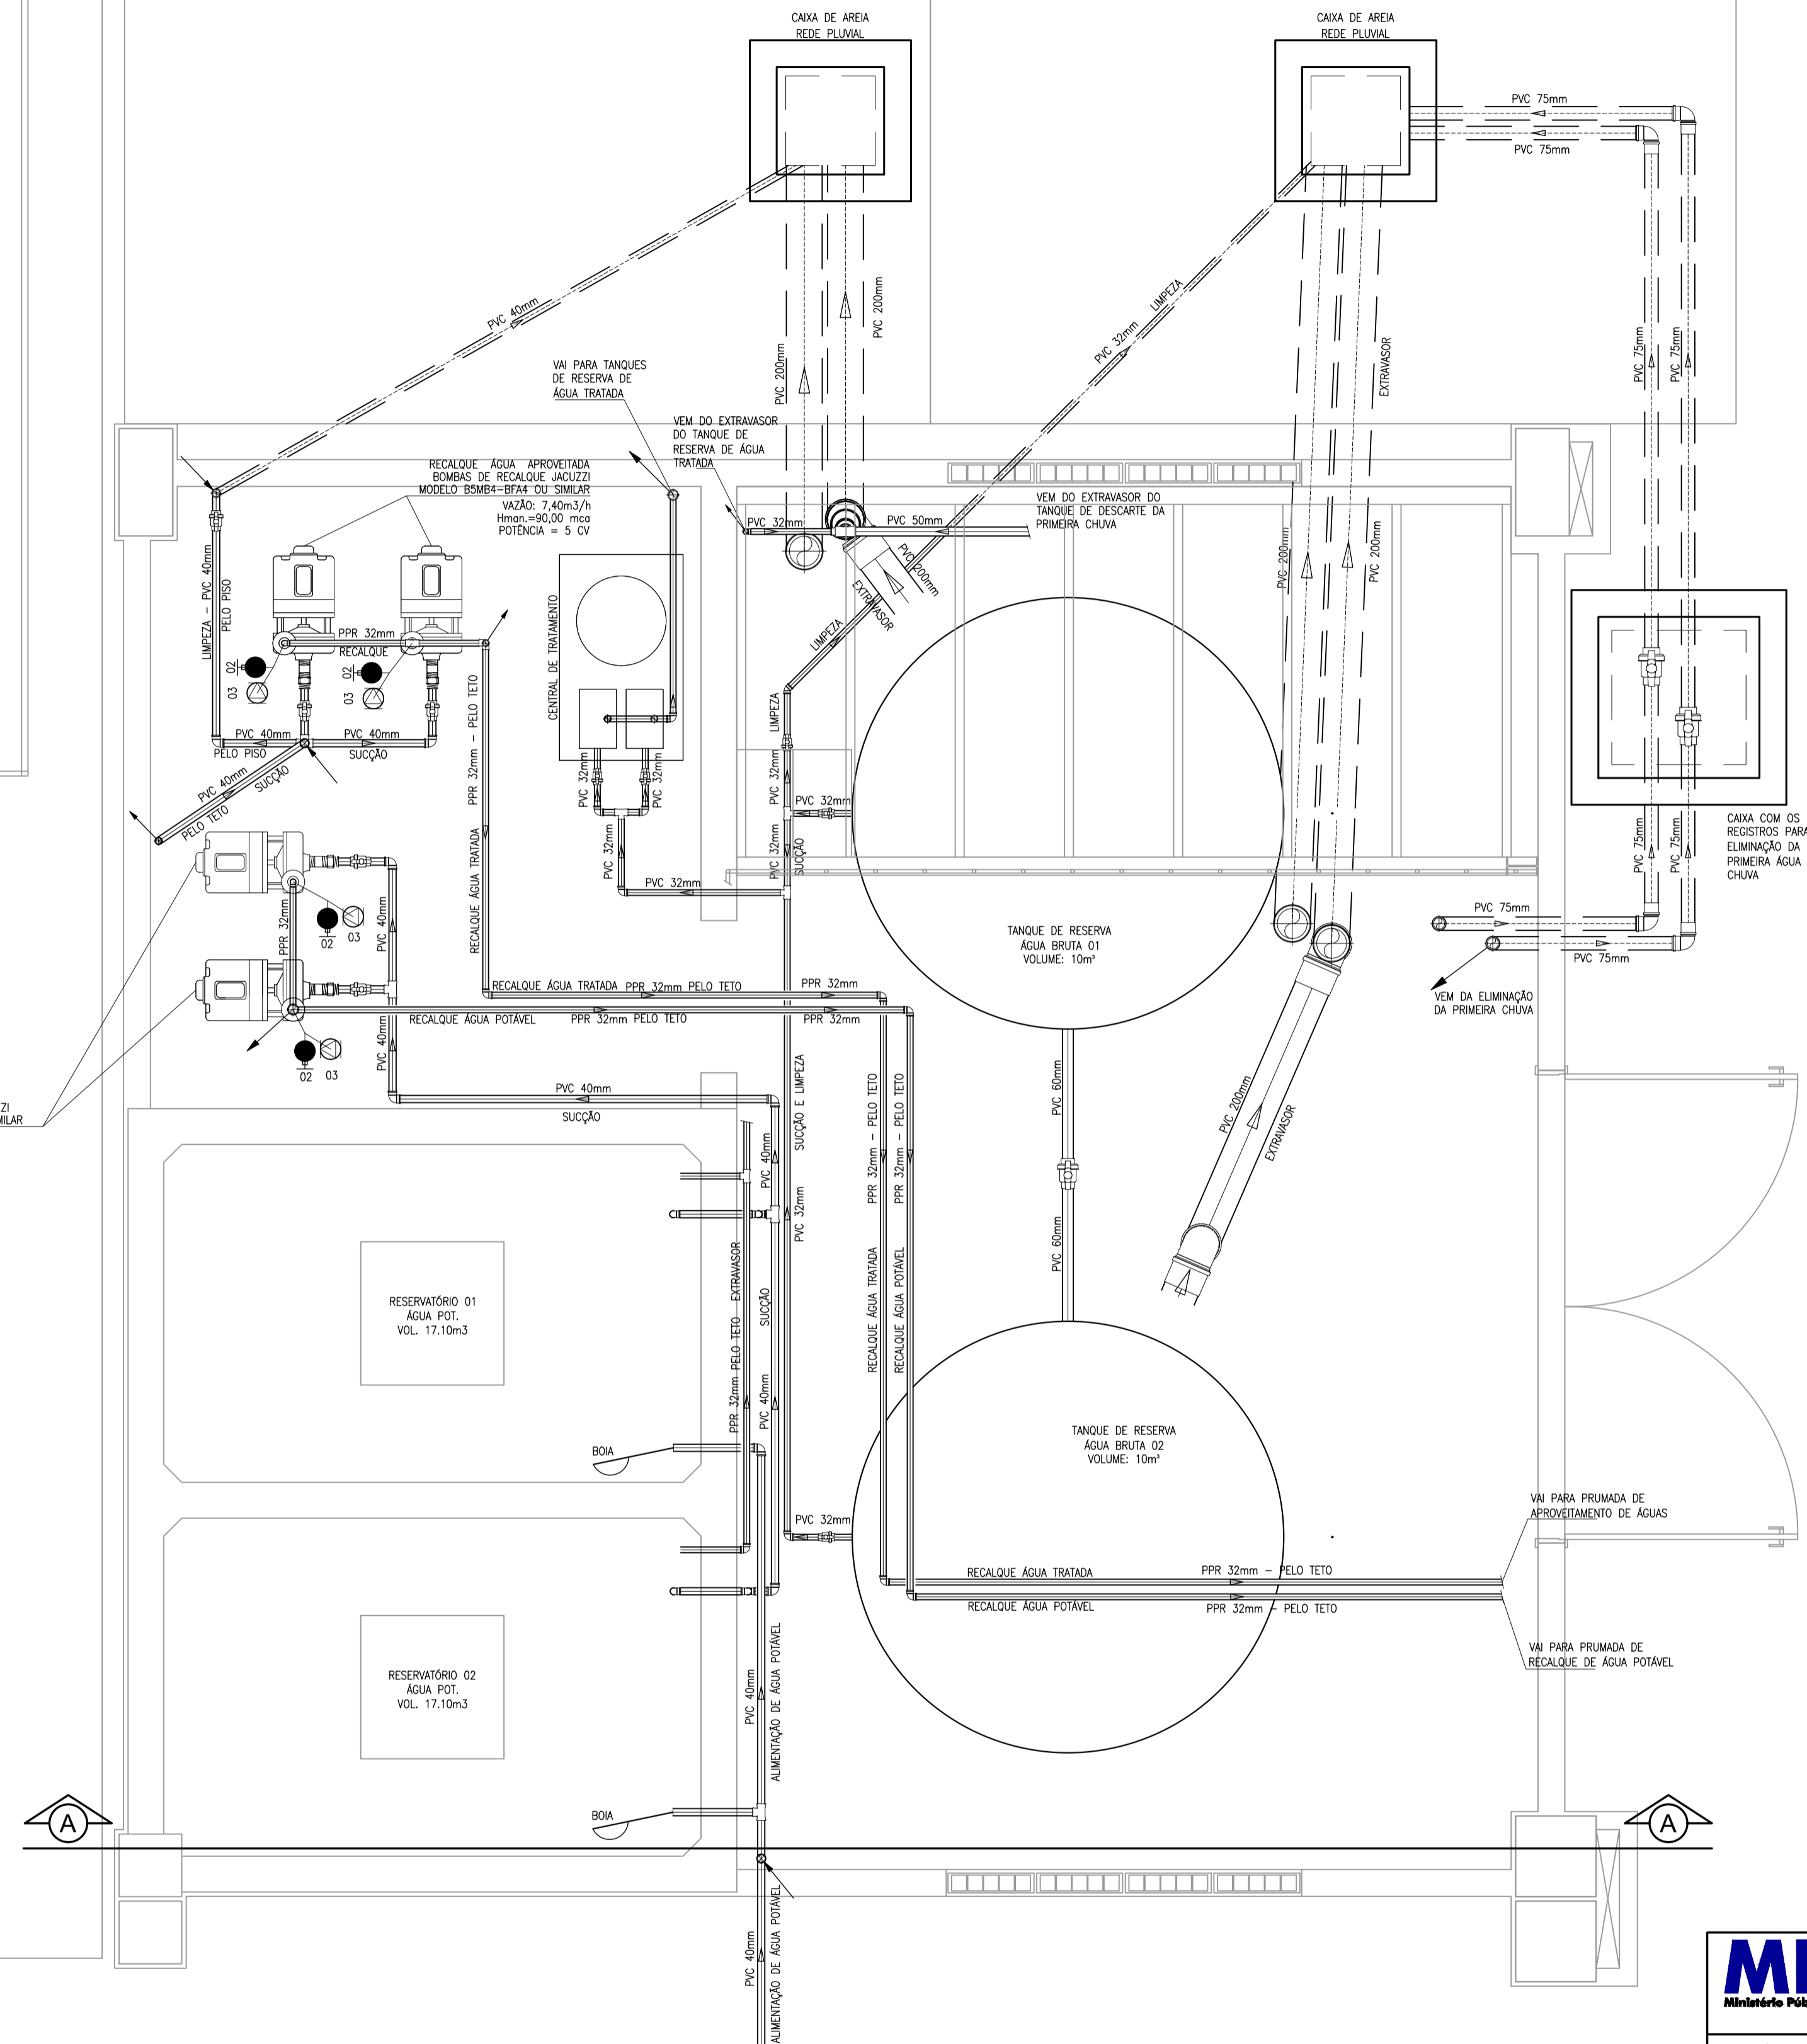 CAIXA DE AREIA
REDE PLUVIAL
CAIXA DE AREIA
REDE PLUVIAL
PVC 75mm
PVC 75mm
PVC 40mm
PVC 200mm
PVC 200mm
PVC 32mm
LIMPEZA
EXTRAVASOR
PVC 75mm
PVC 75mm
VAI PARA TANQUES
DE RESERVA DE
ÁGUA TRATADA
VEM DO EXTRAVASOR
DO TANQUE DE
RESERVA DE ÁGUA
TRATADA
RECALQUE ÁGUA APROVEITADA
BOMBAS DE RECALQUE JACUZZI
MODELO B5MB4-BFA4 OU SIMILAR
VAZÃO: 7,40m3/h
Hman.=90,00 mca
POTÊNCIA = 5 CV
VEM DO EXTRAVASOR DO
TANQUE DE DESCARTE DA
PRIMEIRA CHUVA
PVC 32mm
PVC 50mm
PVC 200mm
EXTRAVASOR
PVC 200mm
PVC 200mm
LIMPEZA - PVC 40mm
PELO PISO
PPR 32mm
RECALQUE
02
03
02
03
CENTRAL DE TRATAMENTO
LIMPEZA
LIMPEZA
PVC 40mm
PELO PISO
PVC 40mm
SUCÇÃO
PVC 40mm
SUCÇÃO
PELO TETO
RECALQUE ÁGUA TRATADA
PPR 32mm - PELO TETO
PVC 32mm
PVC 32mm
PVC 32mm
PVC 32mm
PVC 32mm
PVC 32mm
SUCÇÃO
PVC 32mm
CAIXA COM OS
REGISTROS PARA
ELIMINAÇÃO DA
PRIMEIRA ÁGUA
CHUVA
PVC 75mm
PVC 75mm
PVC 75mm
PVC 75mm
VEM DA ELIMINAÇÃO
DA PRIMEIRA CHUVA
TANQUE DE RESERVA
ÁGUA BRUTA 01
VOLUME: 10m³
PPR 32mm
02
03
PVC 40mm
RECALQUE ÁGUA TRATADA
PPR 32mm PELO TETO
PPR 32mm
RECALQUE ÁGUA POTÁVEL
PPR 32mm PELO TETO
PPR 32mm
02
03
PVC 40mm
ZI
MILAR
PVC 40mm
SUCÇÃO
SUCÇÃO E LIMPEZA
PVC 32mm
PVC 40mm
PPR 32mm - PELO TETO
PPR 32mm - PELO TETO
RECALQUE ÁGUA TRATADA
RECALQUE ÁGUA POTÁVEL
PVC 60mm
PVC 60mm
PVC 200mm
EXTRAVASOR
EXTRAVASOR
PPR 32mm PELO TETO
SUCÇÃO
PVC 40mm
RESERVATÓRIO 01
ÁGUA POT.
VOL. 17.10m3
BOIA
TANQUE DE RESERVA
ÁGUA BRUTA 02
VOLUME: 10m³
PVC 32mm
VAI PARA PRUMADA DE
APROVEITAMENTO DE ÁGUAS
RECALQUE ÁGUA TRATADA
PPR 32mm - PELO TETO
RECALQUE ÁGUA POTÁVEL
PPR 32mm - PELO TETO
VAI PARA PRUMADA DE
RECALQUE DE ÁGUA POTÁVEL
RESERVATÓRIO 02
ÁGUA POT.
VOL. 17.10m3
PVC 40mm
ALIMENTAÇÃO DE ÁGUA POTÁVEL
BOIA
A
A
PVC 40mm
ALIMENTAÇÃO DE ÁGUA POTÁVEL
Ministério